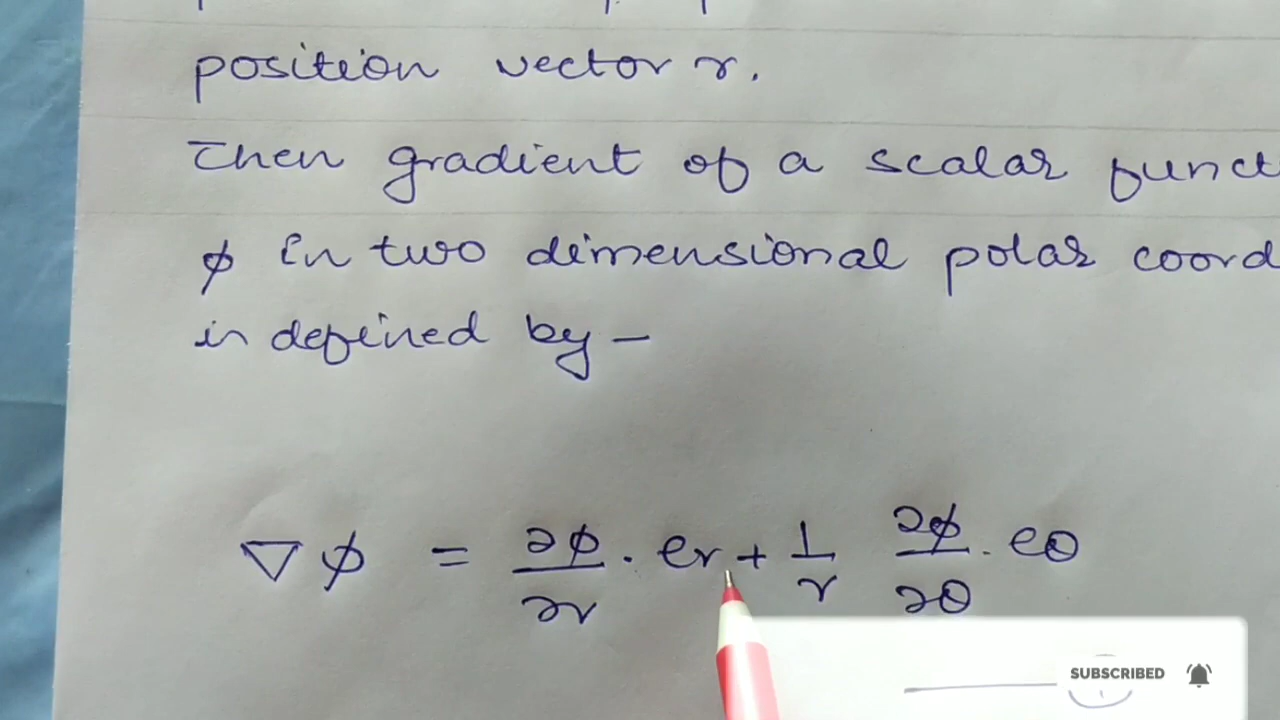 position vector r.
Then gradient of a scalar funct
ϕ in two dimensional polar coord
is defined by —
∇ϕ = ∂ϕ/∂r . er + 1/r ∂ϕ/∂θ . eθ
SUBSCRIBED